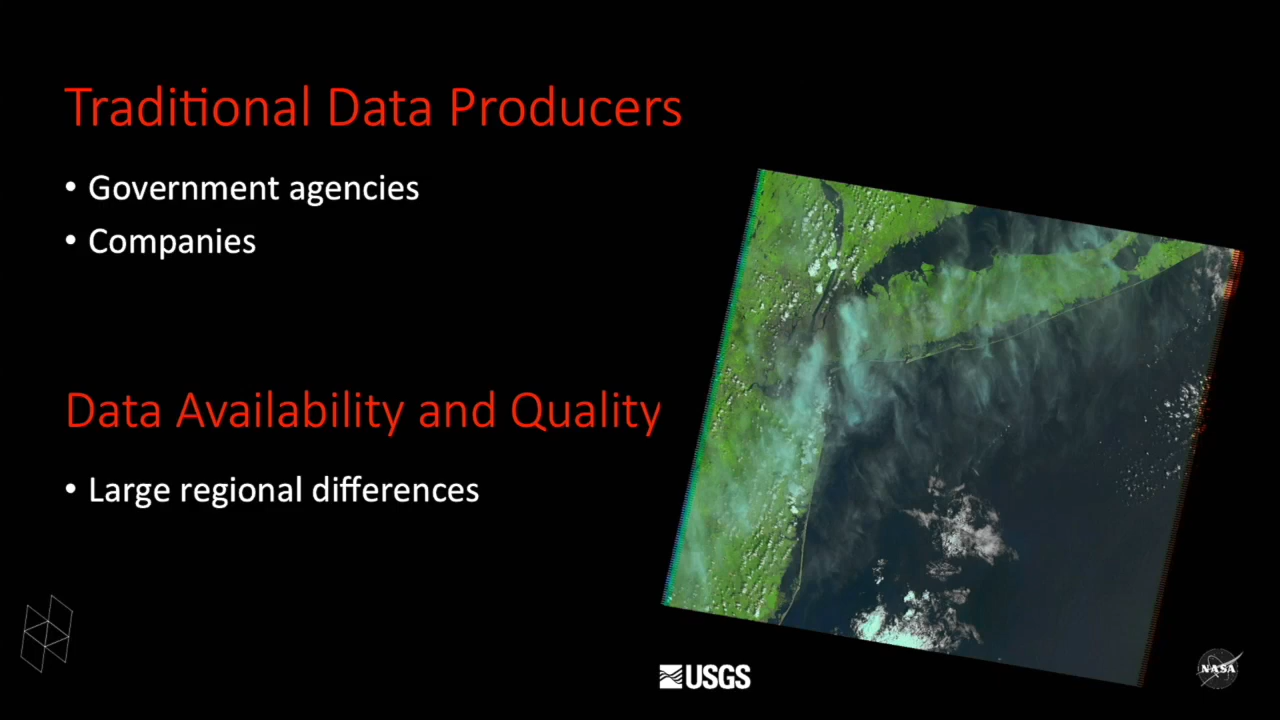 Traditional Data Producers
• Government agencies
• Companies
Data Availability and Quality
• Large regional differences
USGS
NASA